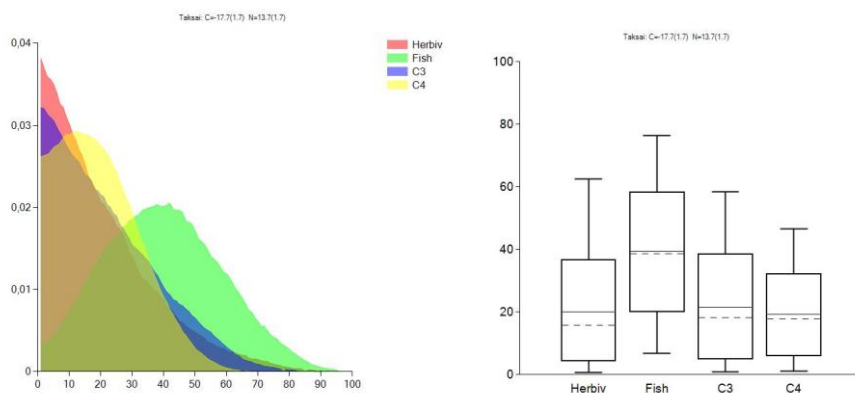 Taksai: C=-17.7(1.7) N=13.7(1.7)
0,04
0,03
0,02
0,01
0
0 10 20 30 40 50 60 70 80 90 100
Herbiv
Fish
C3
C4
Taksai: C=-17.7(1.7) N=13.7(1.7)
100
80
60
40
20
0
Herbiv Fish C3 C4